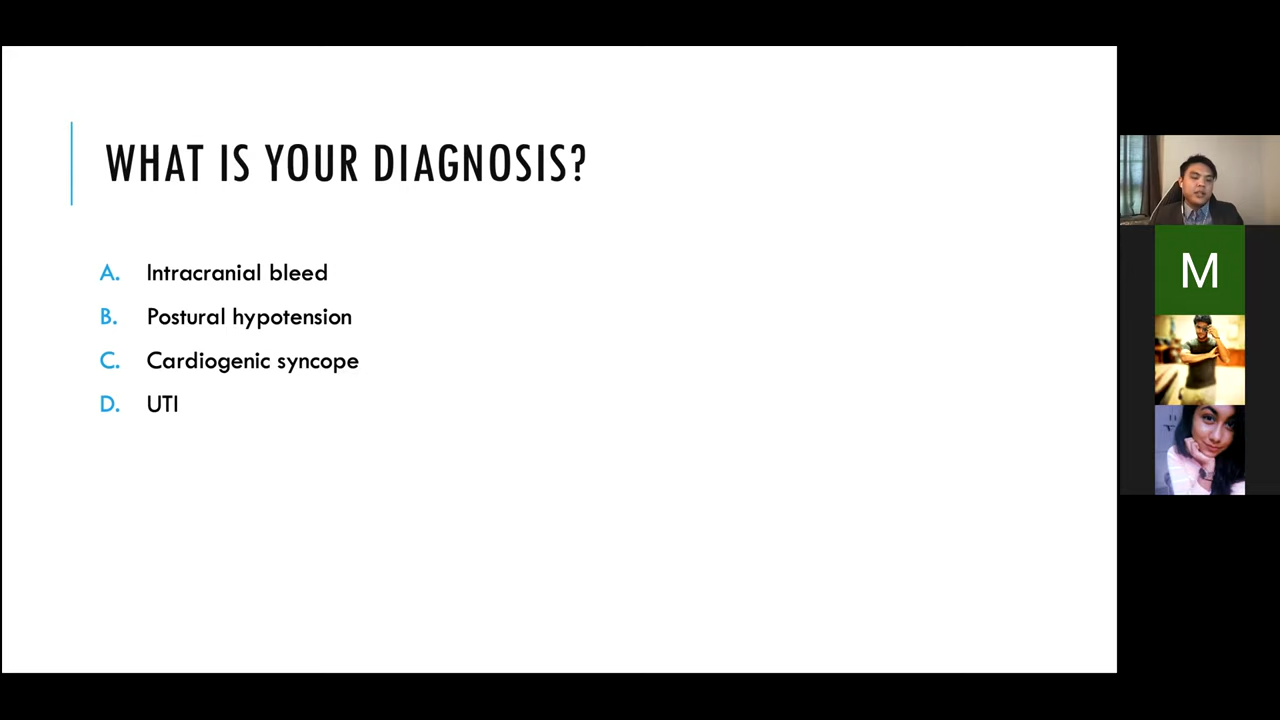 WHAT IS YOUR DIAGNOSIS?
A. Intracranial bleed
B. Postural hypotension
C. Cardiogenic syncope
D. UTI
M